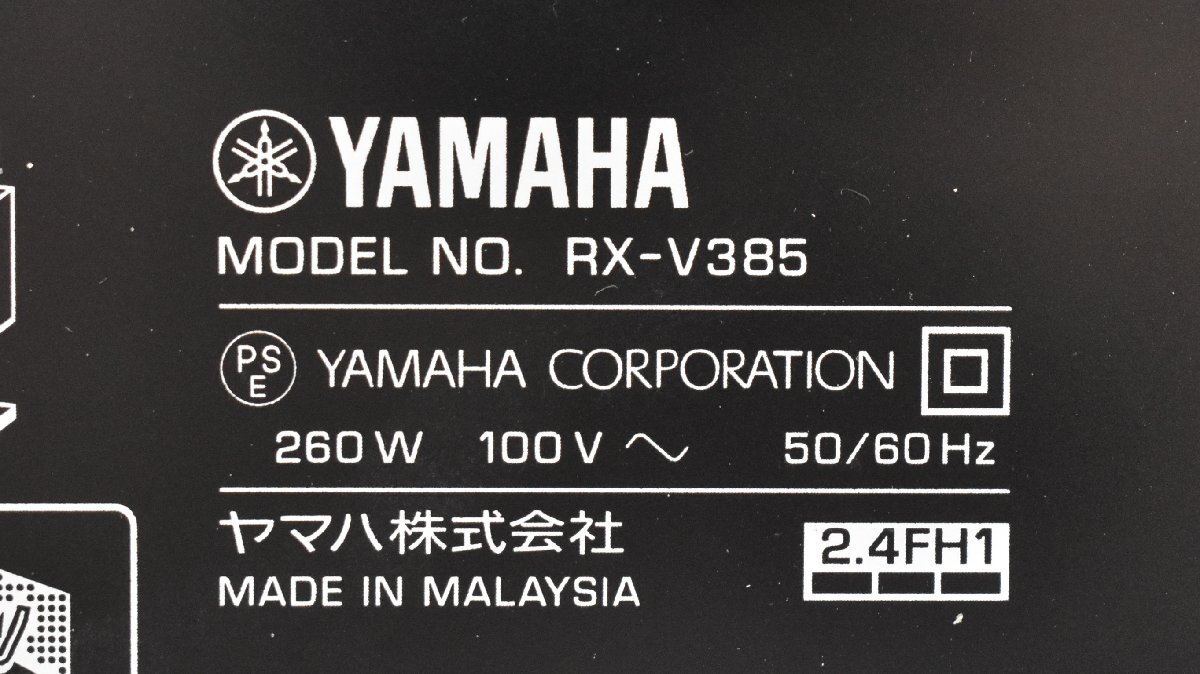 YAMAHA
MODEL NO. RX-V385
PSE YAMAHA CORPORATION
260 W 100 V ~ 50/60 Hz
ヤマハ株式会社
2.4FH1
MADE IN MALAYSIA